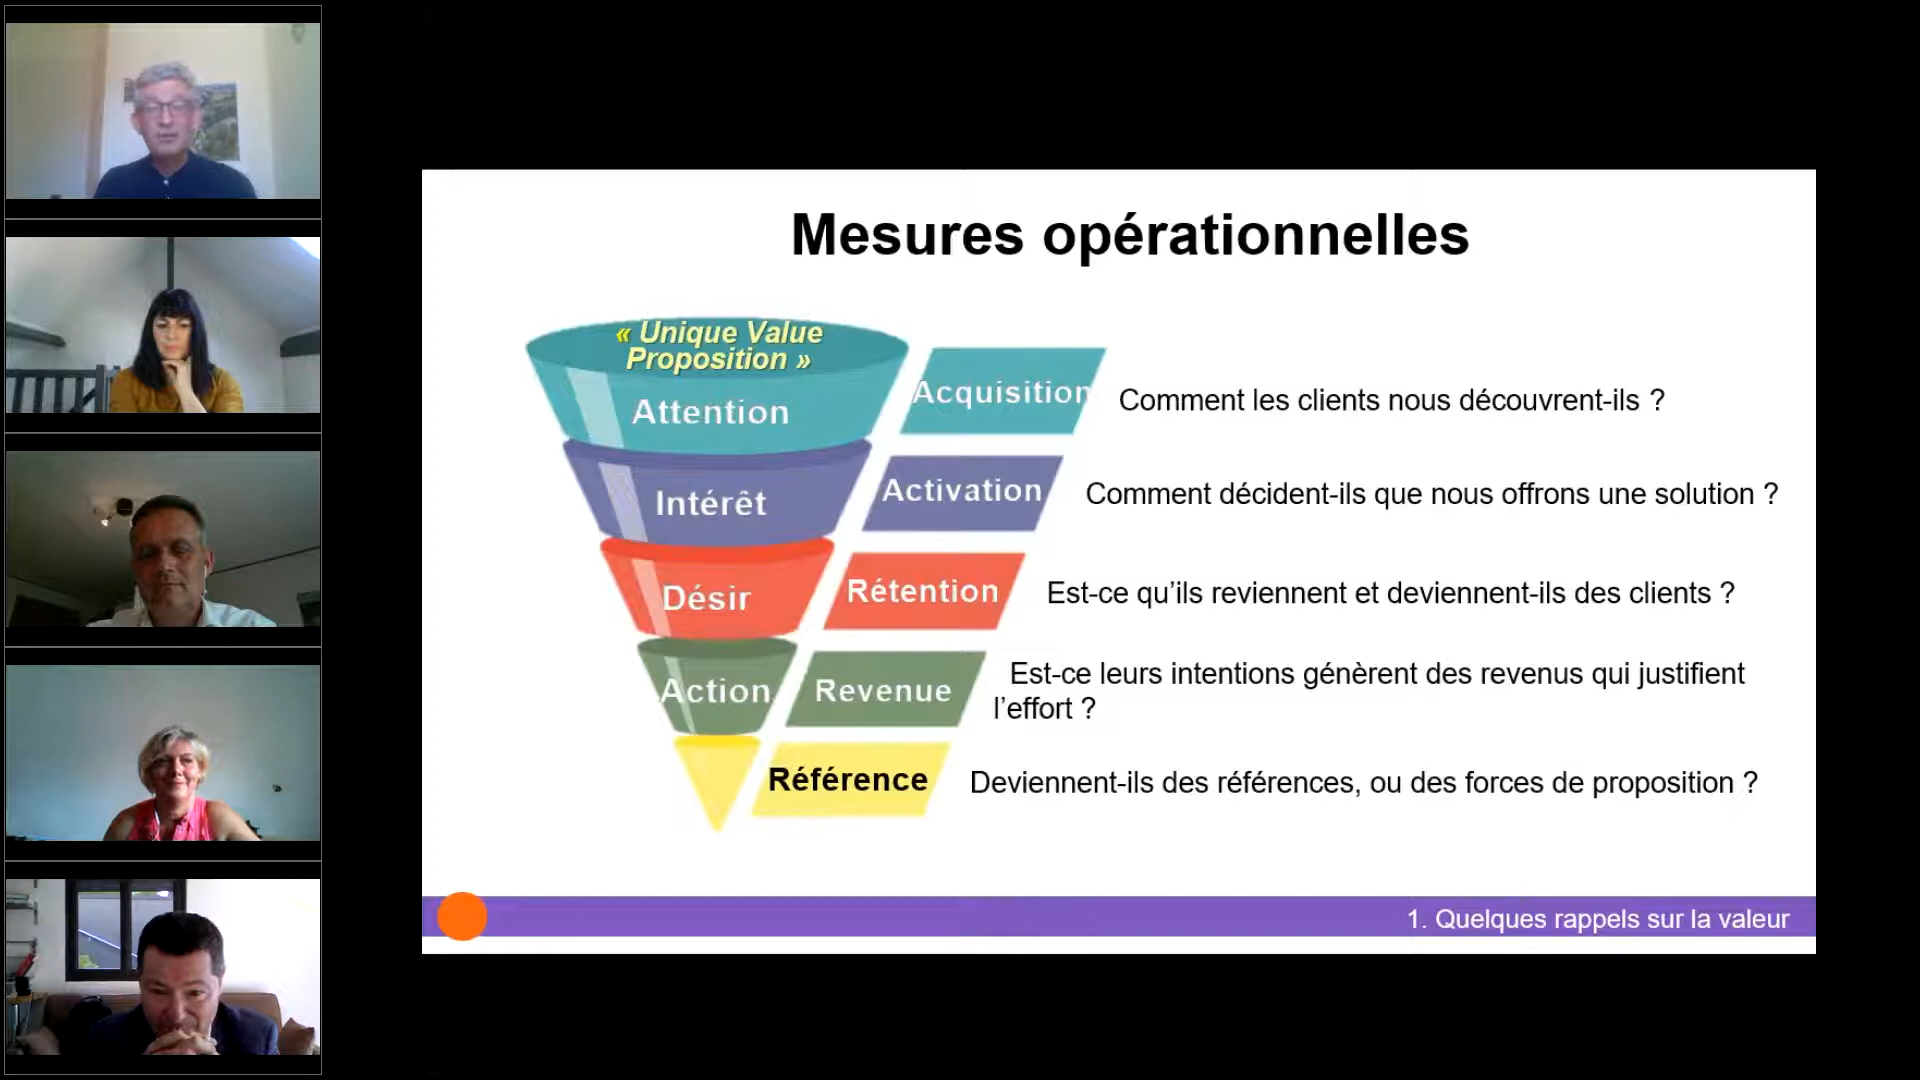 Mesures opérationnelles
« Unique Value
Proposition »
Attention
Acquisition
Comment les clients nous découvrent-ils ?
Intérêt
Activation
Comment décident-ils que nous offrons une solution ?
Désir
Rétention
Est-ce qu’ils reviennent et deviennent-ils des clients ?
Action
Revenue
Est-ce leurs intentions génèrent des revenus qui justifient
l’effort ?
Référence
Deviennent-ils des références, ou des forces de proposition ?
1. Quelques rappels sur la valeur